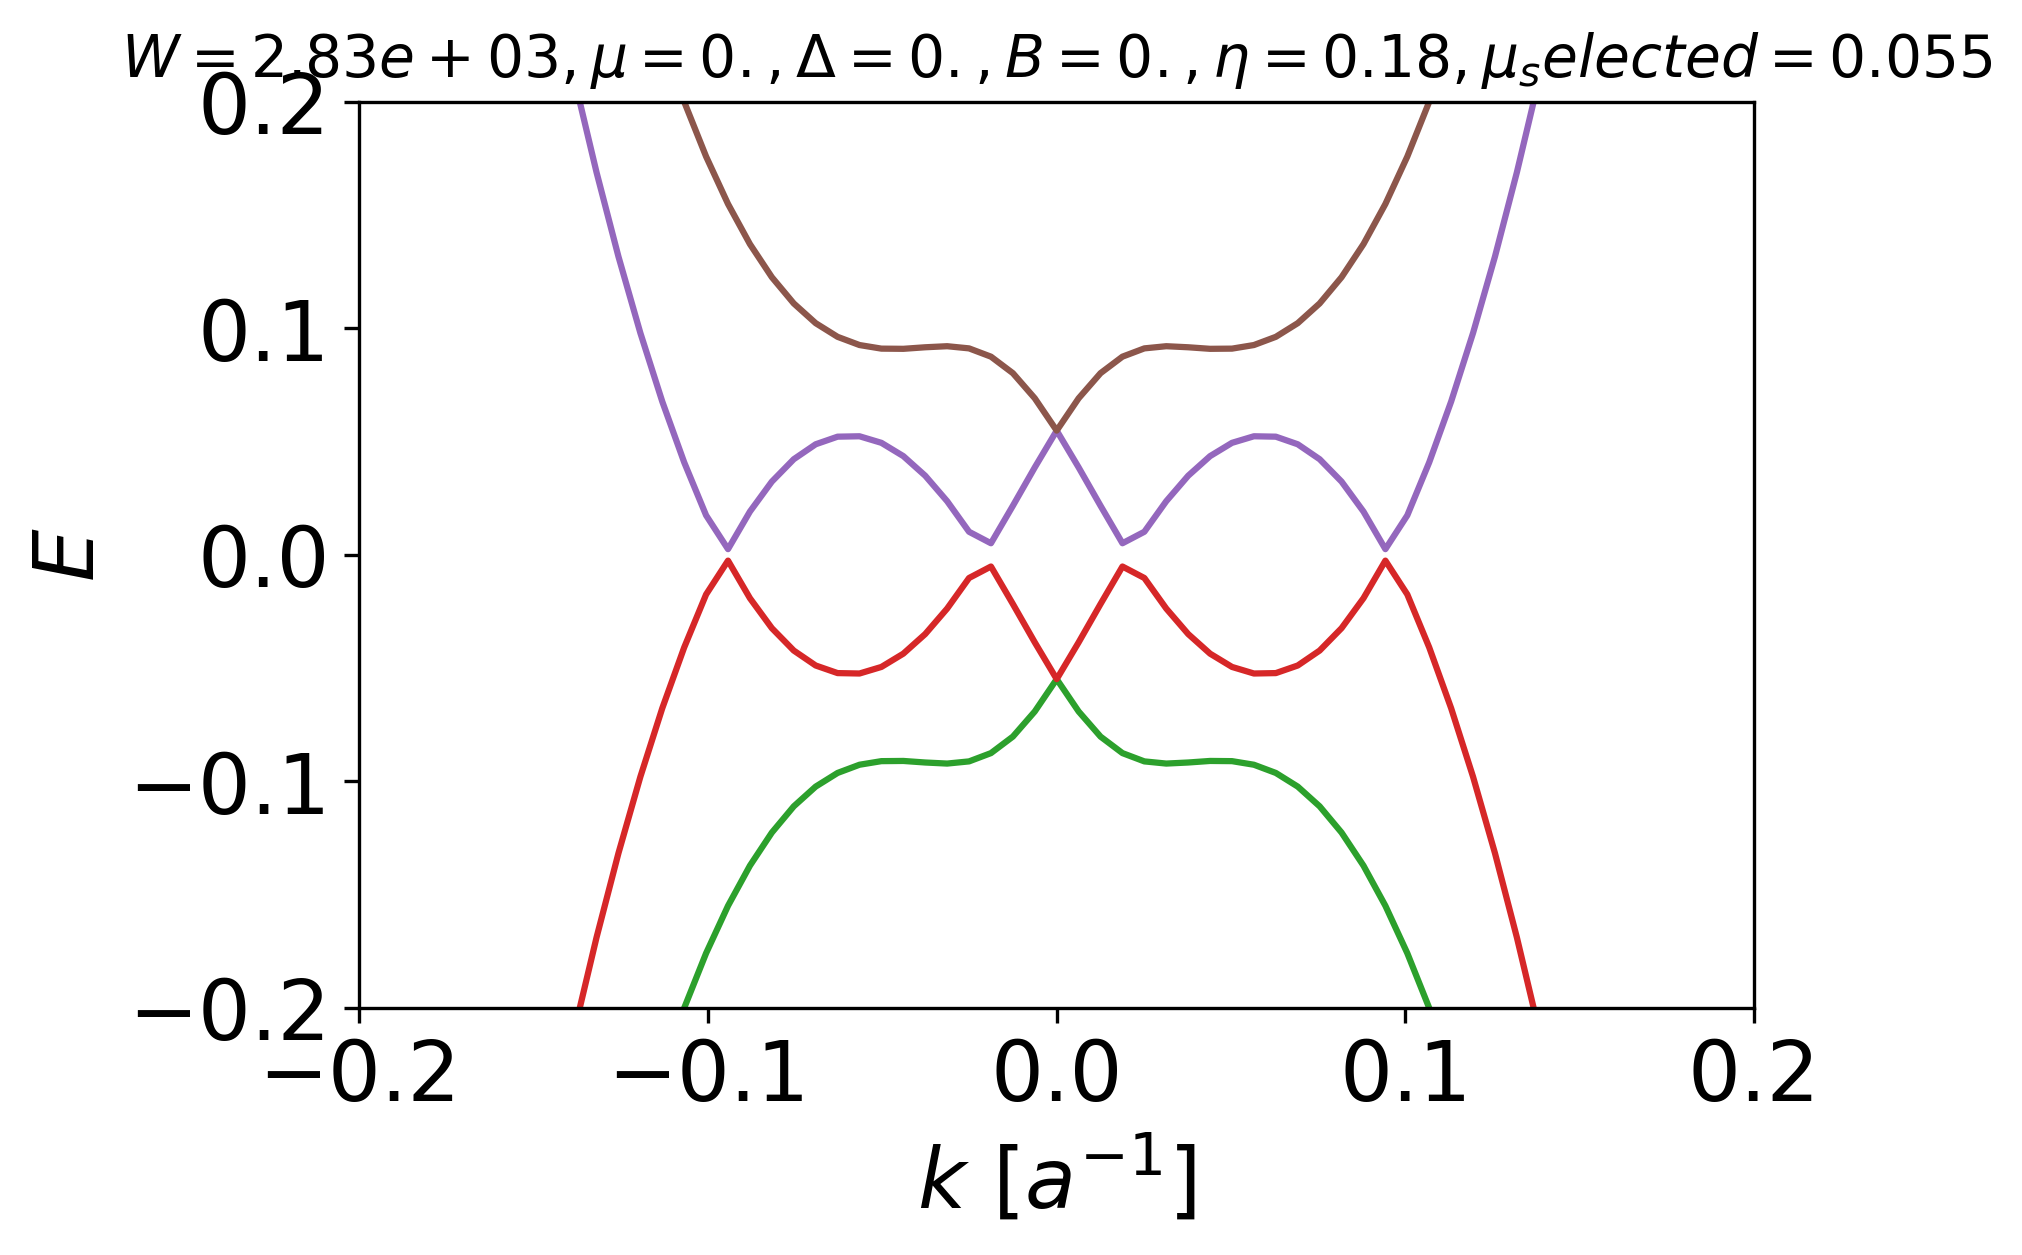 W = 2.83e + 03, μ = 0. , Δ = 0. , B = 0. , η = 0.18, μₛelected = 0.055
0.2
0.1
0.0
−0.1
−0.2
E
−0.2 −0.1 0.0 0.1 0.2
k [a⁻¹]